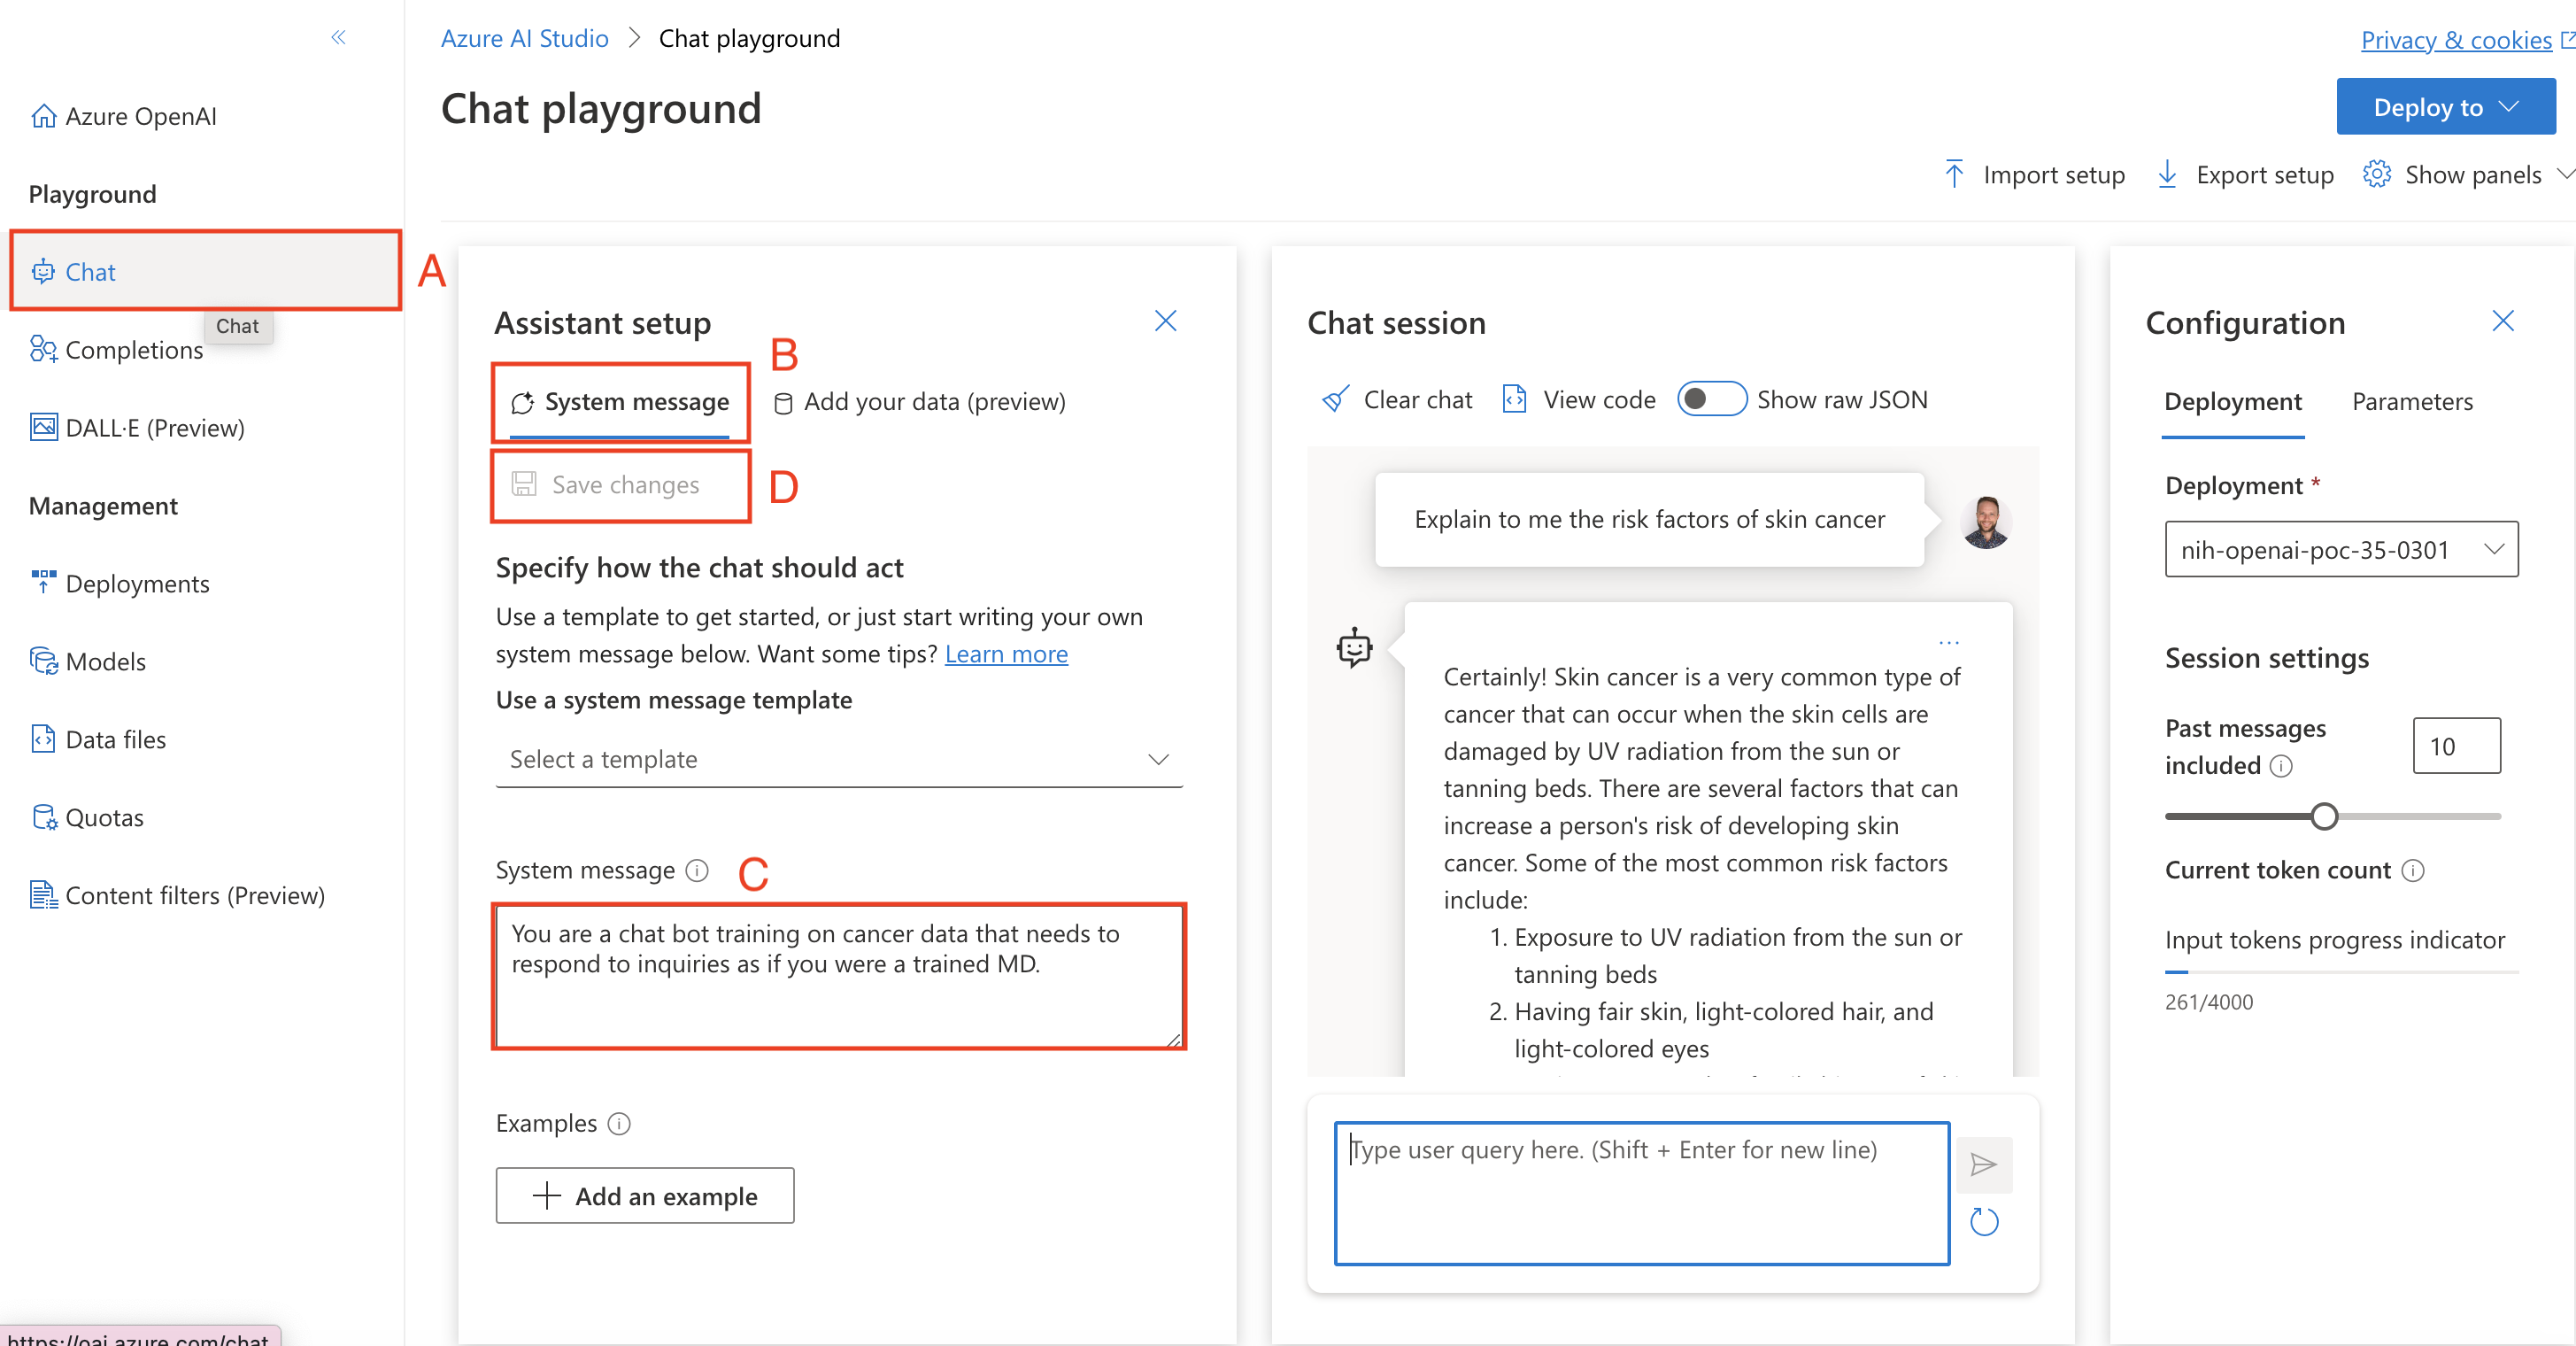 Azure AI Studio > Chat playground
Privacy & cookies
Azure OpenAI
Chat playground
Deploy to
Import setup
Export setup
Show panels
Playground
Chat
A
Chat
Completions
DALL·E (Preview)
Management
Deployments
Models
Data files
Quotas
Content filters (Preview)
https://oai.azure.com/chat
Assistant setup
B
System message
Add your data (preview)
Save changes
D
Specify how the chat should act
Use a template to get started, or just start writing your own
system message below. Want some tips? Learn more
Use a system message template
Select a template
System message
C
You are a chat bot training on cancer data that needs to
respond to inquiries as if you were a trained MD.
Examples
Add an example
Chat session
Clear chat
View code
Show raw JSON
Explain to me the risk factors of skin cancer
...
Certainly! Skin cancer is a very common type of
cancer that can occur when the skin cells are
damaged by UV radiation from the sun or
tanning beds. There are several factors that can
increase a person's risk of developing skin
cancer. Some of the most common risk factors
include:
1. Exposure to UV radiation from the sun or
tanning beds
2. Having fair skin, light-colored hair, and
light-colored eyes
Type user query here. (Shift + Enter for new line)
Configuration
Deployment
Parameters
Deployment *
nih-openai-poc-35-0301
Session settings
Past messages
included
10
Current token count
Input tokens progress indicator
261/4000